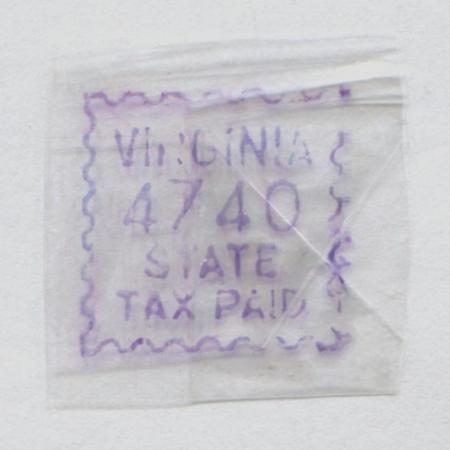 VIRGINIA
4740
STATE
TAX PAID